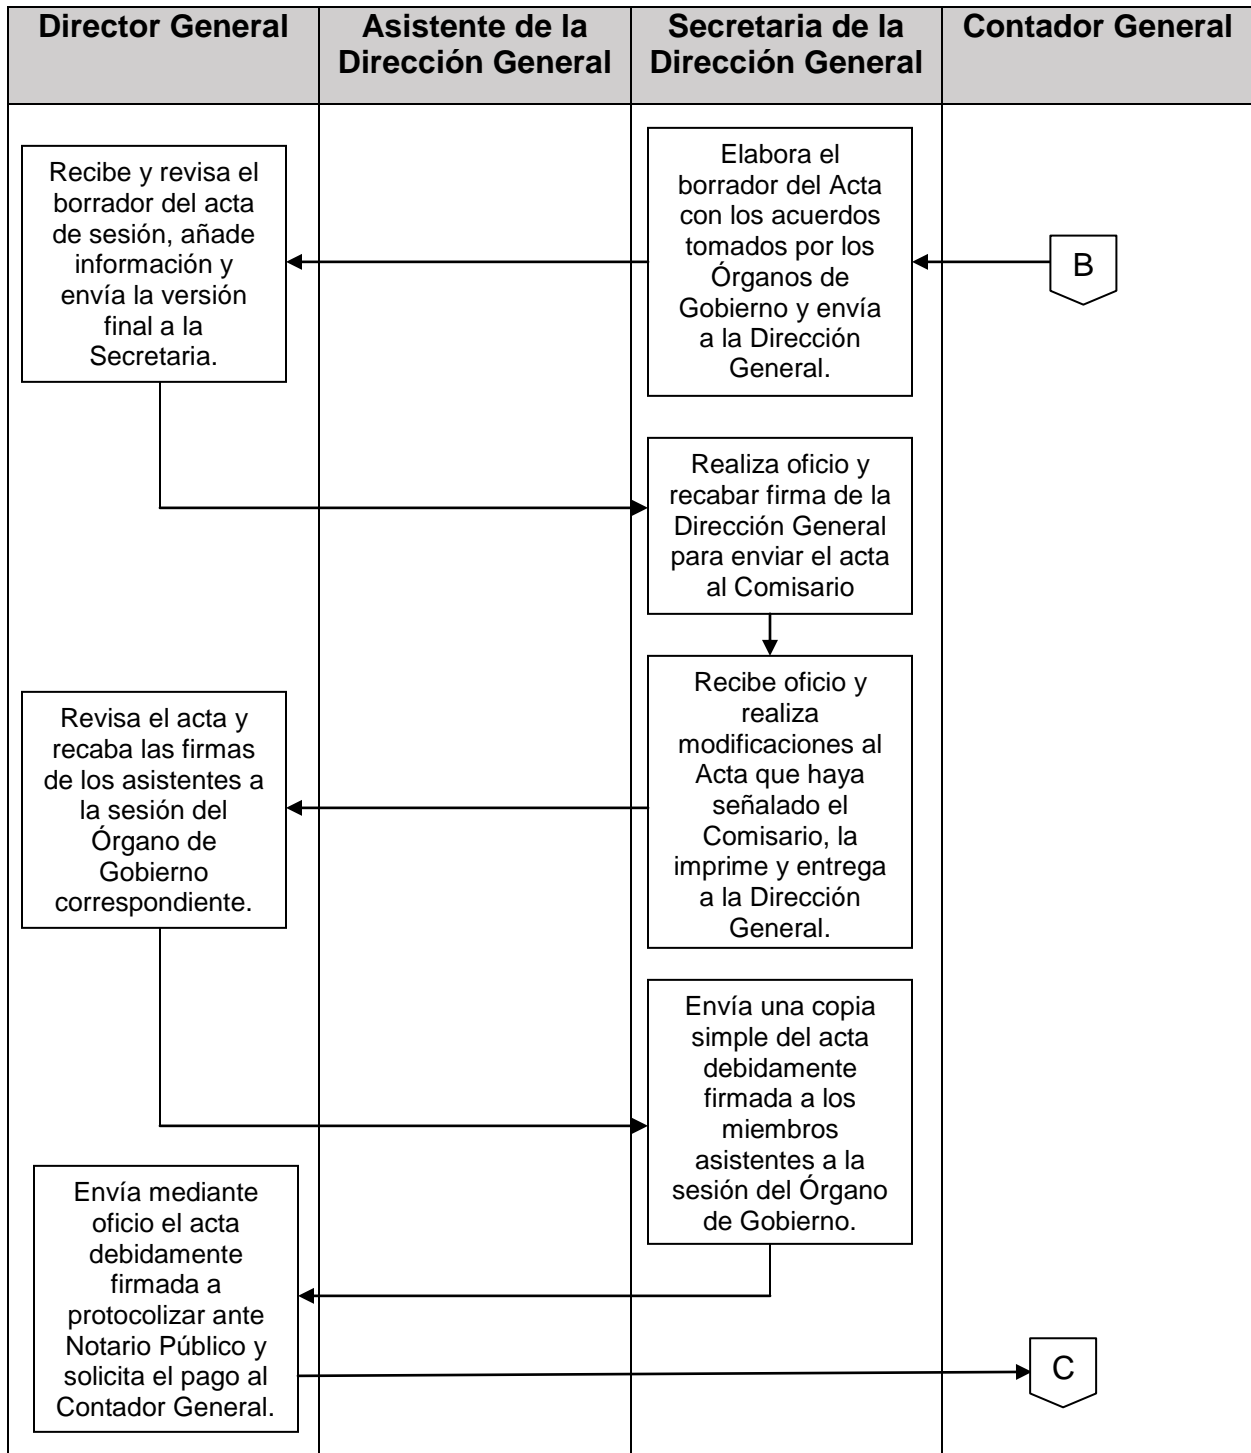 Director General
Asistente de la
Dirección General
Secretaria de la
Dirección General
Contador General
Elabora el
borrador del Acta
con los acuerdos
tomados por los
Órganos de
Gobierno y envía
a la Dirección
General.
Recibe y revisa el
borrador del acta
de sesión, añade
información y
envía la versión
final a la
Secretaria.
B
Realiza oficio y
recabar firma de la
Dirección General
para enviar el acta
al Comisario
Recibe oficio y
realiza
modificaciones al
Acta que haya
señalado el
Comisario, la
imprime y entrega
a la Dirección
General.
Revisa el acta y
recaba las firmas
de los asistentes a
la sesión del
Órgano de
Gobierno
correspondiente.
Envía una copia
simple del acta
debidamente
firmada a los
miembros
asistentes a la
sesión del Órgano
de Gobierno.
Envía mediante
oficio el acta
debidamente
firmada a
protocolizar ante
Notario Público y
solicita el pago al
Contador General.
C